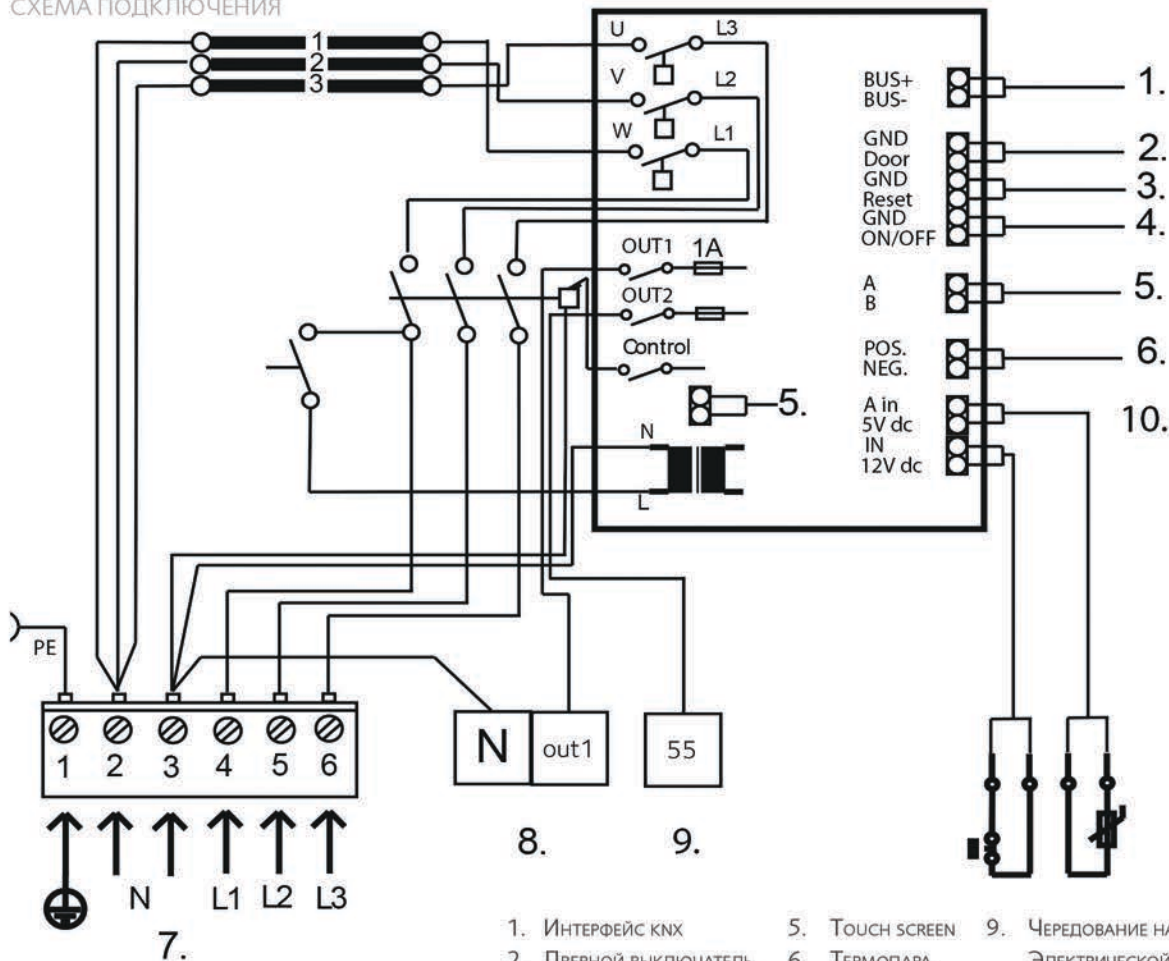 СХЕМА ПОДКЛЮЧЕНИЯ
1
2
3
U
L3
V
L2
W
L1
BUS+
BUS-
1.
GND
Door
2.
GND
Reset
3.
GND
ON/OFF
4.
OUT1
1A
OUT2
Control
A
B
5.
POS.
NEG.
6.
5.
A in
5V dc
IN
12V dc
10.
N
L
PE
1 2 3 4 5 6
N
out1
55
8.
9.
N L1 L2 L3
7.
1. ИНТЕРФЕЙС KNX
5. TOUCH SCREEN
9. ЧЕРЕДОВАНИЕ
2. ДВЕРНОЙ ВЫКЛЮЧАТЕЛЬ
6. ТЕРМОПАРА
ЭЛЕКТРИЧЕСКОЙ